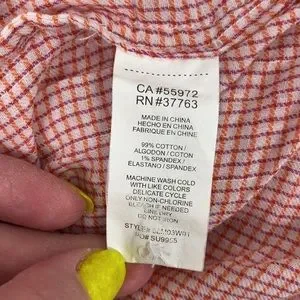 CA #55972
RN #37763
MADE IN CHINA
HECHO EN CHINA
FABRIQUE EN CHINE
99% COTTON /
ALGODON / COTON
1% SPANDEX /
ELASTANO / SPANDEX
MACHINE WASH COLD
WITH LIKE COLORS
DELICATE CYCLE
ONLY NON-CHLORINE
BLEACH IF NEEDED
LINE DRY
DO NOT IRON
STYLE#